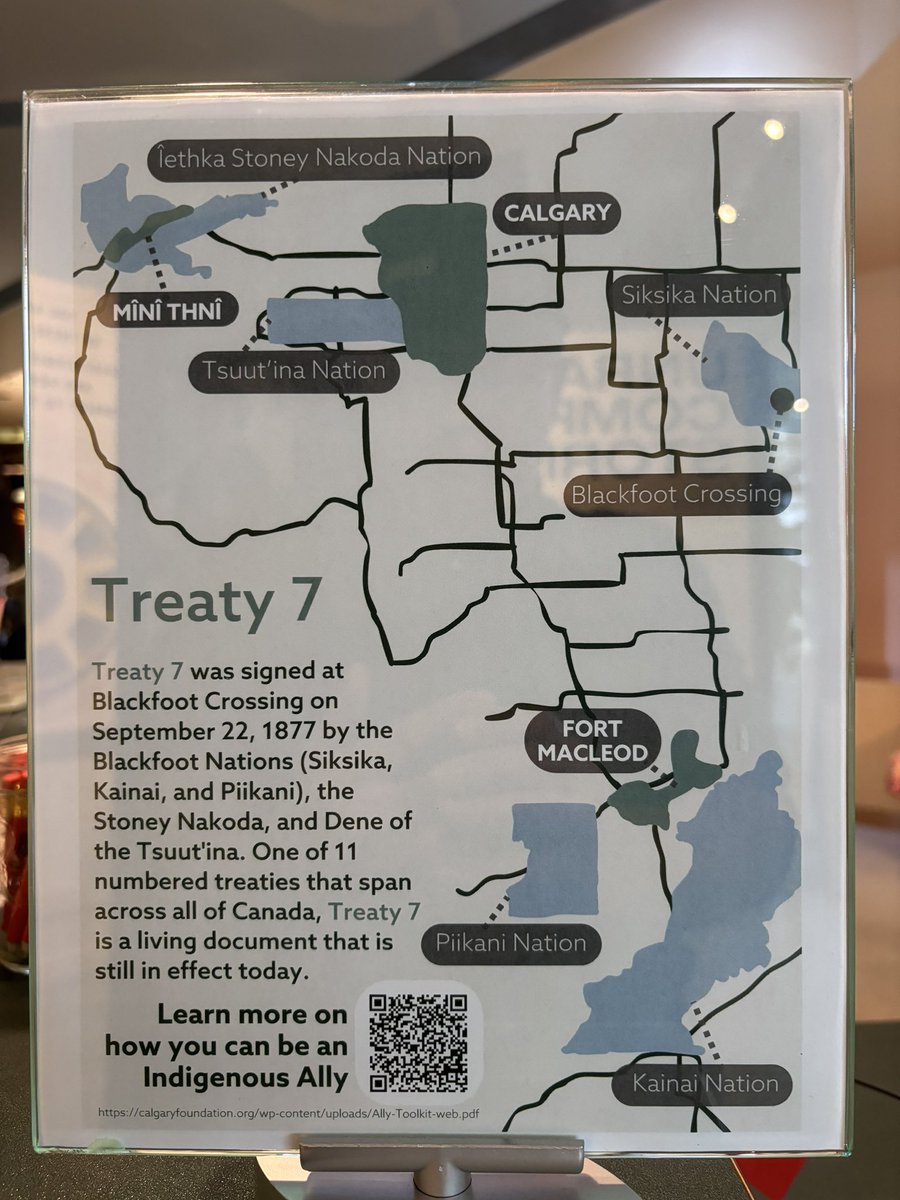 Îethka Stoney Nakoda Nation
CALGARY
Siksika Nation
MÎNÎ THNÎ
Tsuut'ina Nation
Blackfoot Crossing
Treaty 7
Treaty 7 was signed at
Blackfoot Crossing on
September 22, 1877 by the
Blackfoot Nations (Siksika,
Kainai, and Piikani), the
Stoney Nakoda, and Dene of
the Tsuut'ina. One of 11
numbered treaties that span
across all of Canada, Treaty 7
is a living document that is
still in effect today.
FORT
MACLEOD
Piikani Nation
Kainai Nation
Learn more on
how you can be an
Indigenous Ally
https://calgaryfoundation.org/wp-content/uploads/Ally-Toolkit-web.pdf